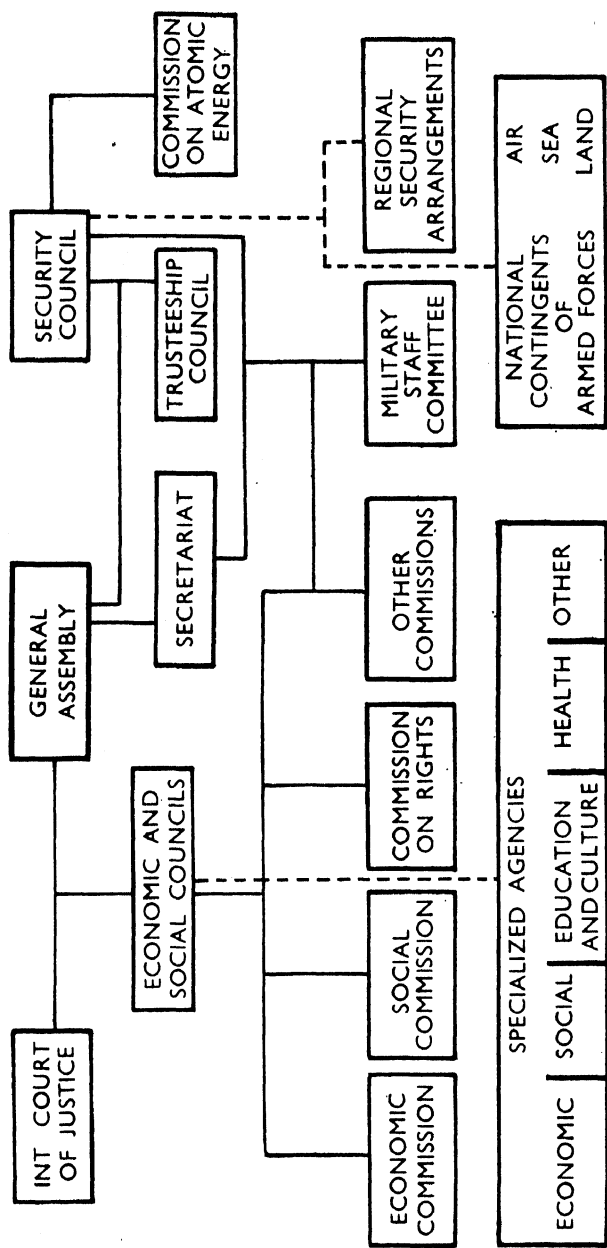 INT COURT
OF JUSTICE
GENERAL
ASSEMBLY
SECURITY
COUNCIL
ECONOMIC AND
SOCIAL COUNCILS
SECRETARIAT
TRUSTEESHIP
COUNCIL
COMMISSION
ON ATOMIC
ENERGY
ECONOMIC
COMMISSION
SOCIAL
COMMISSION
COMMISSION
ON RIGHTS
OTHER
COMMISSIONS
MILITARY
STAFF
COMMITTEE
REGIONAL
SECURITY
ARRANGEMENTS
SPECIALIZED AGENCIES
ECONOMIC
SOCIAL
EDUCATION
AND CULTURE
HEALTH
OTHER
NATIONAL
CONTINGENTS
OF
ARMED FORCES
AIR
SEA
LAND